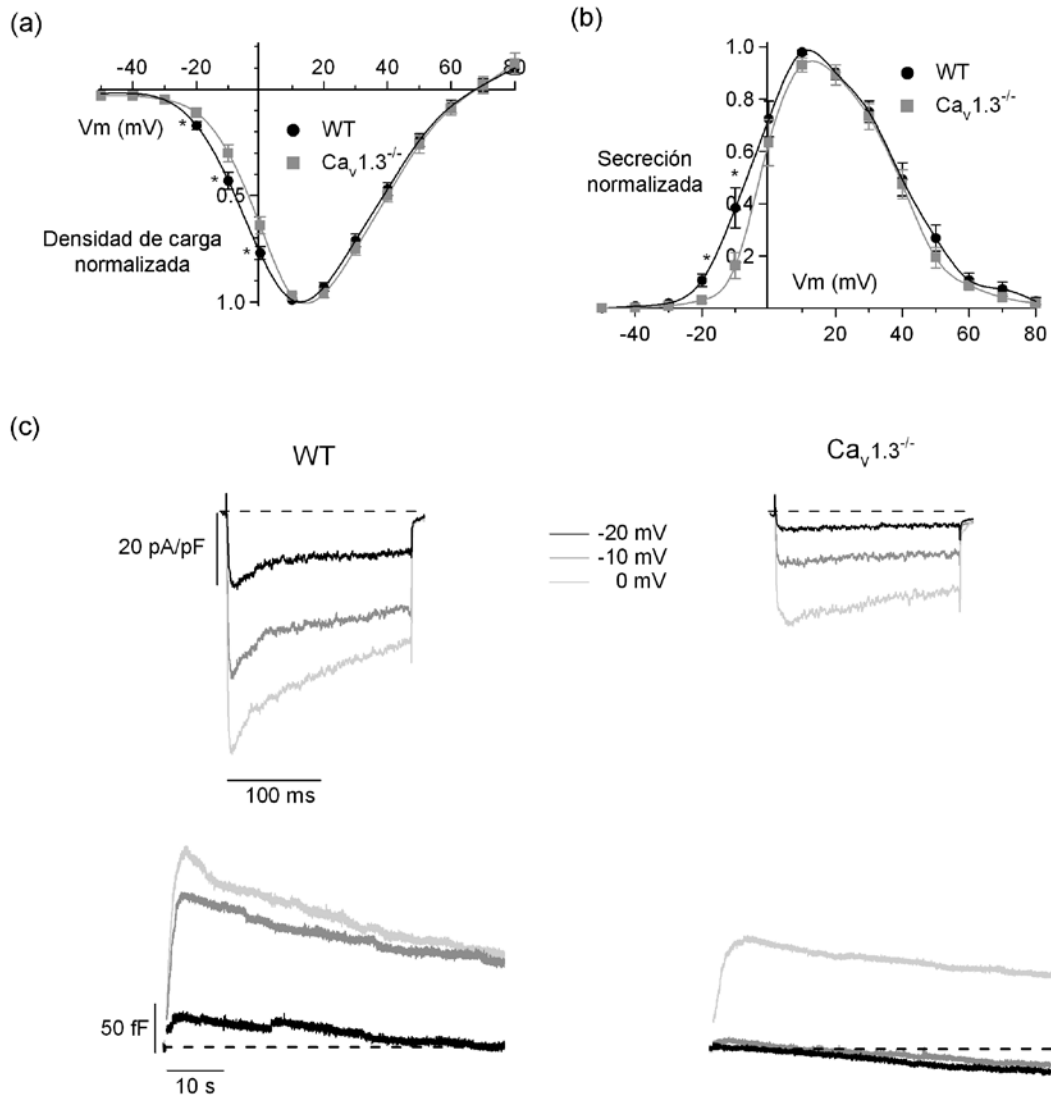 (a)
-40 -20 20 40 60 80
Vm (mV)
WT
Cav1.3-/-
*
*
*
0.5
1.0
Densidad de carga
normalizada
(b)
1.0
0.8
0.6
0.4
0.2
WT
Cav1.3-/-
Secreción
normalizada
*
*
Vm (mV)
-40 -20 20 40 60 80
(c)
WT
Cav1.3-/-
20 pA/pF
-20 mV
-10 mV
0 mV
100 ms
50 fF
10 s